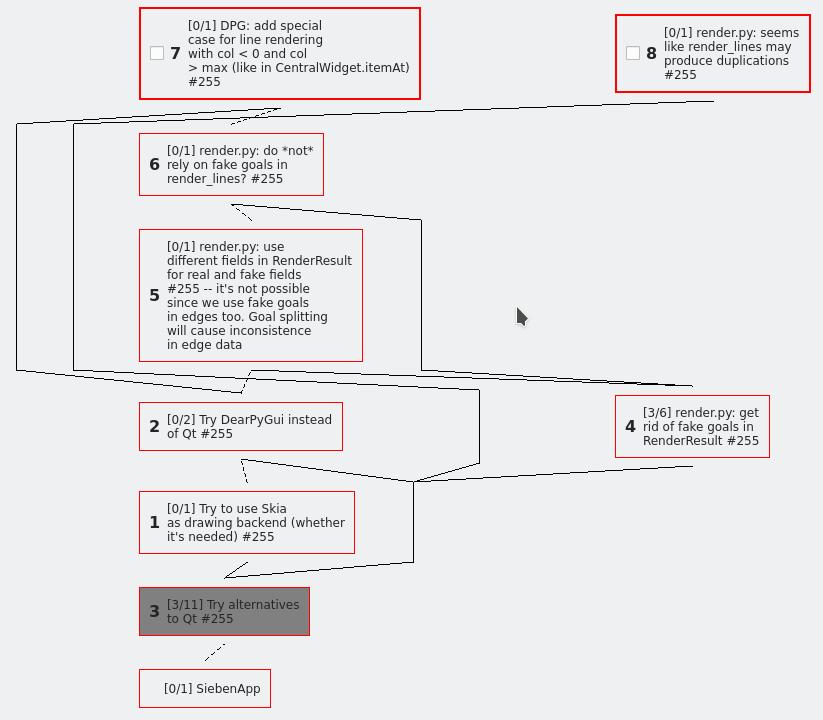 7 [0/1] DPG: add special
case for line rendering
with col < 0 and col
> max (like in CentralWidget.itemAt)
#255
8 [0/1] render.py: seems
like render_lines may
produce duplications
#255
6 [0/1] render.py: do *not*
rely on fake goals in
render_lines? #255
5 [0/1] render.py: use
different fields in RenderResult
for real and fake fields
#255 -- it's not possible
since we use fake goals
in edges too. Goal splitting
will cause inconsistence
in edge data
2 [0/2] Try DearPyGui instead
of Qt #255
4 [3/6] render.py: get
rid of fake goals in
RenderResult #255
1 [0/1] Try to use Skia
as drawing backend (whether
it's needed) #255
3 [3/11] Try alternatives
to Qt #255
[0/1] SiebenApp